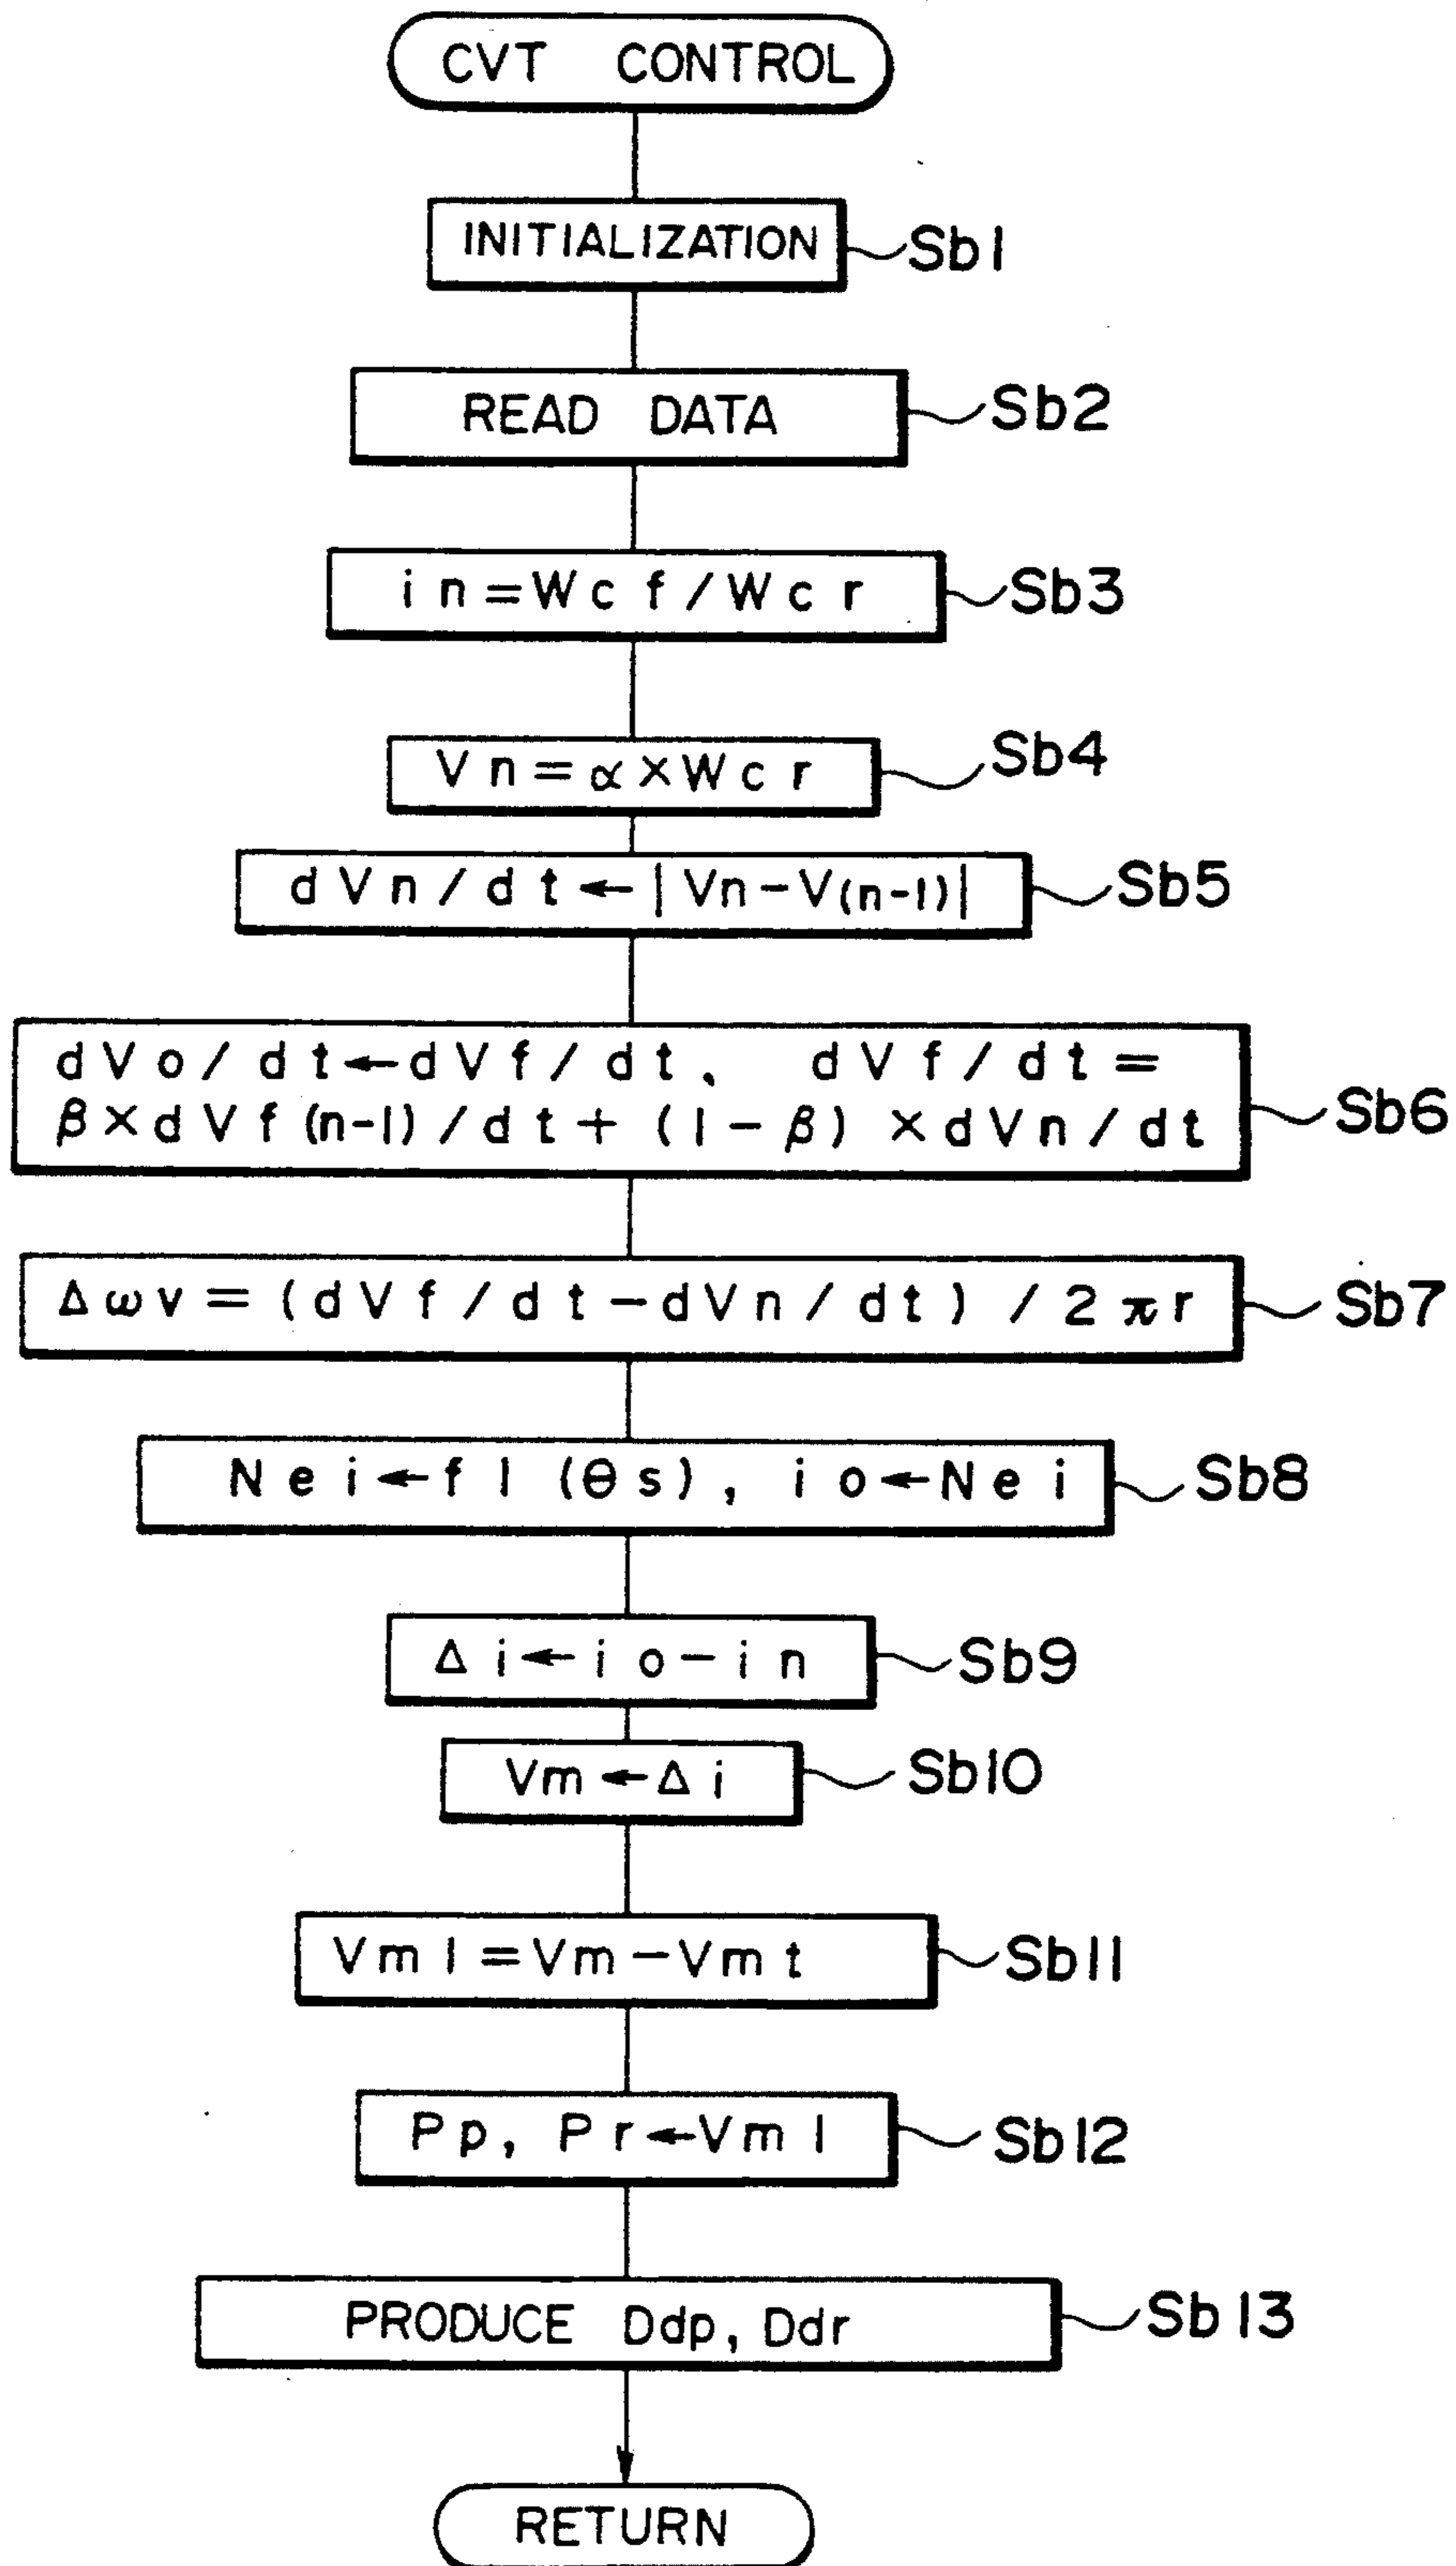 CVT CONTROL
INITIALIZATION
Sb1
READ DATA
Sb2
in=Wcf/Wcr
Sb3
Vn=α×Wcr
Sb4
dVn/dt←|Vn-V(n-1)|
Sb5
dVo/dt←dVf/dt, dVf/dt=
β×dVf(n-1)/dt+(1-β)×dVn/dt
Sb6
Δωv=(dVf/dt-dVn/dt)/2πr
Sb7
Nei←f1(θs), io←Nei
Sb8
Δi←io-in
Sb9
Vm←Δi
Sb10
Vm1=Vm-Vmt
Sb11
Pp, Pr←Vm1
Sb12
PRODUCE Ddp, Ddr
Sb13
RETURN